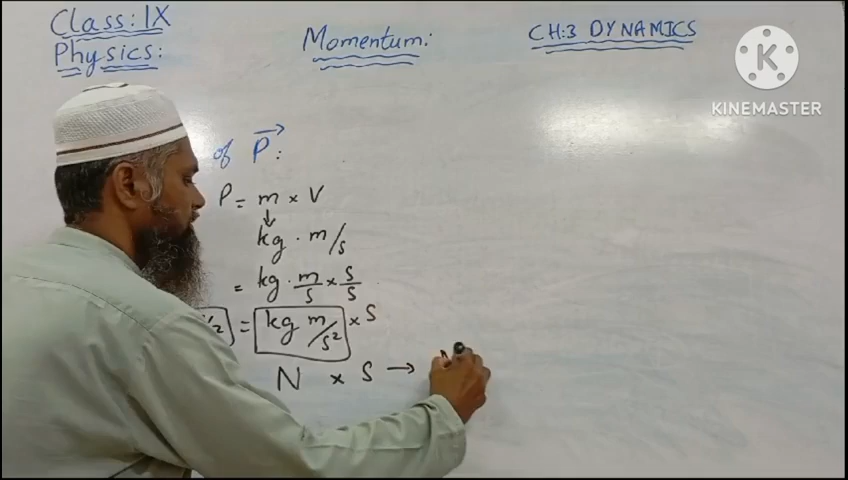 Class: IX
Physics:
Momentum:
CH:3 DYNAMICS
K
KINEMASTER
of P:
P = m × V
↓
kg · m/s
= kg · m/s × s/s
= kg m/s² × s
N × s →